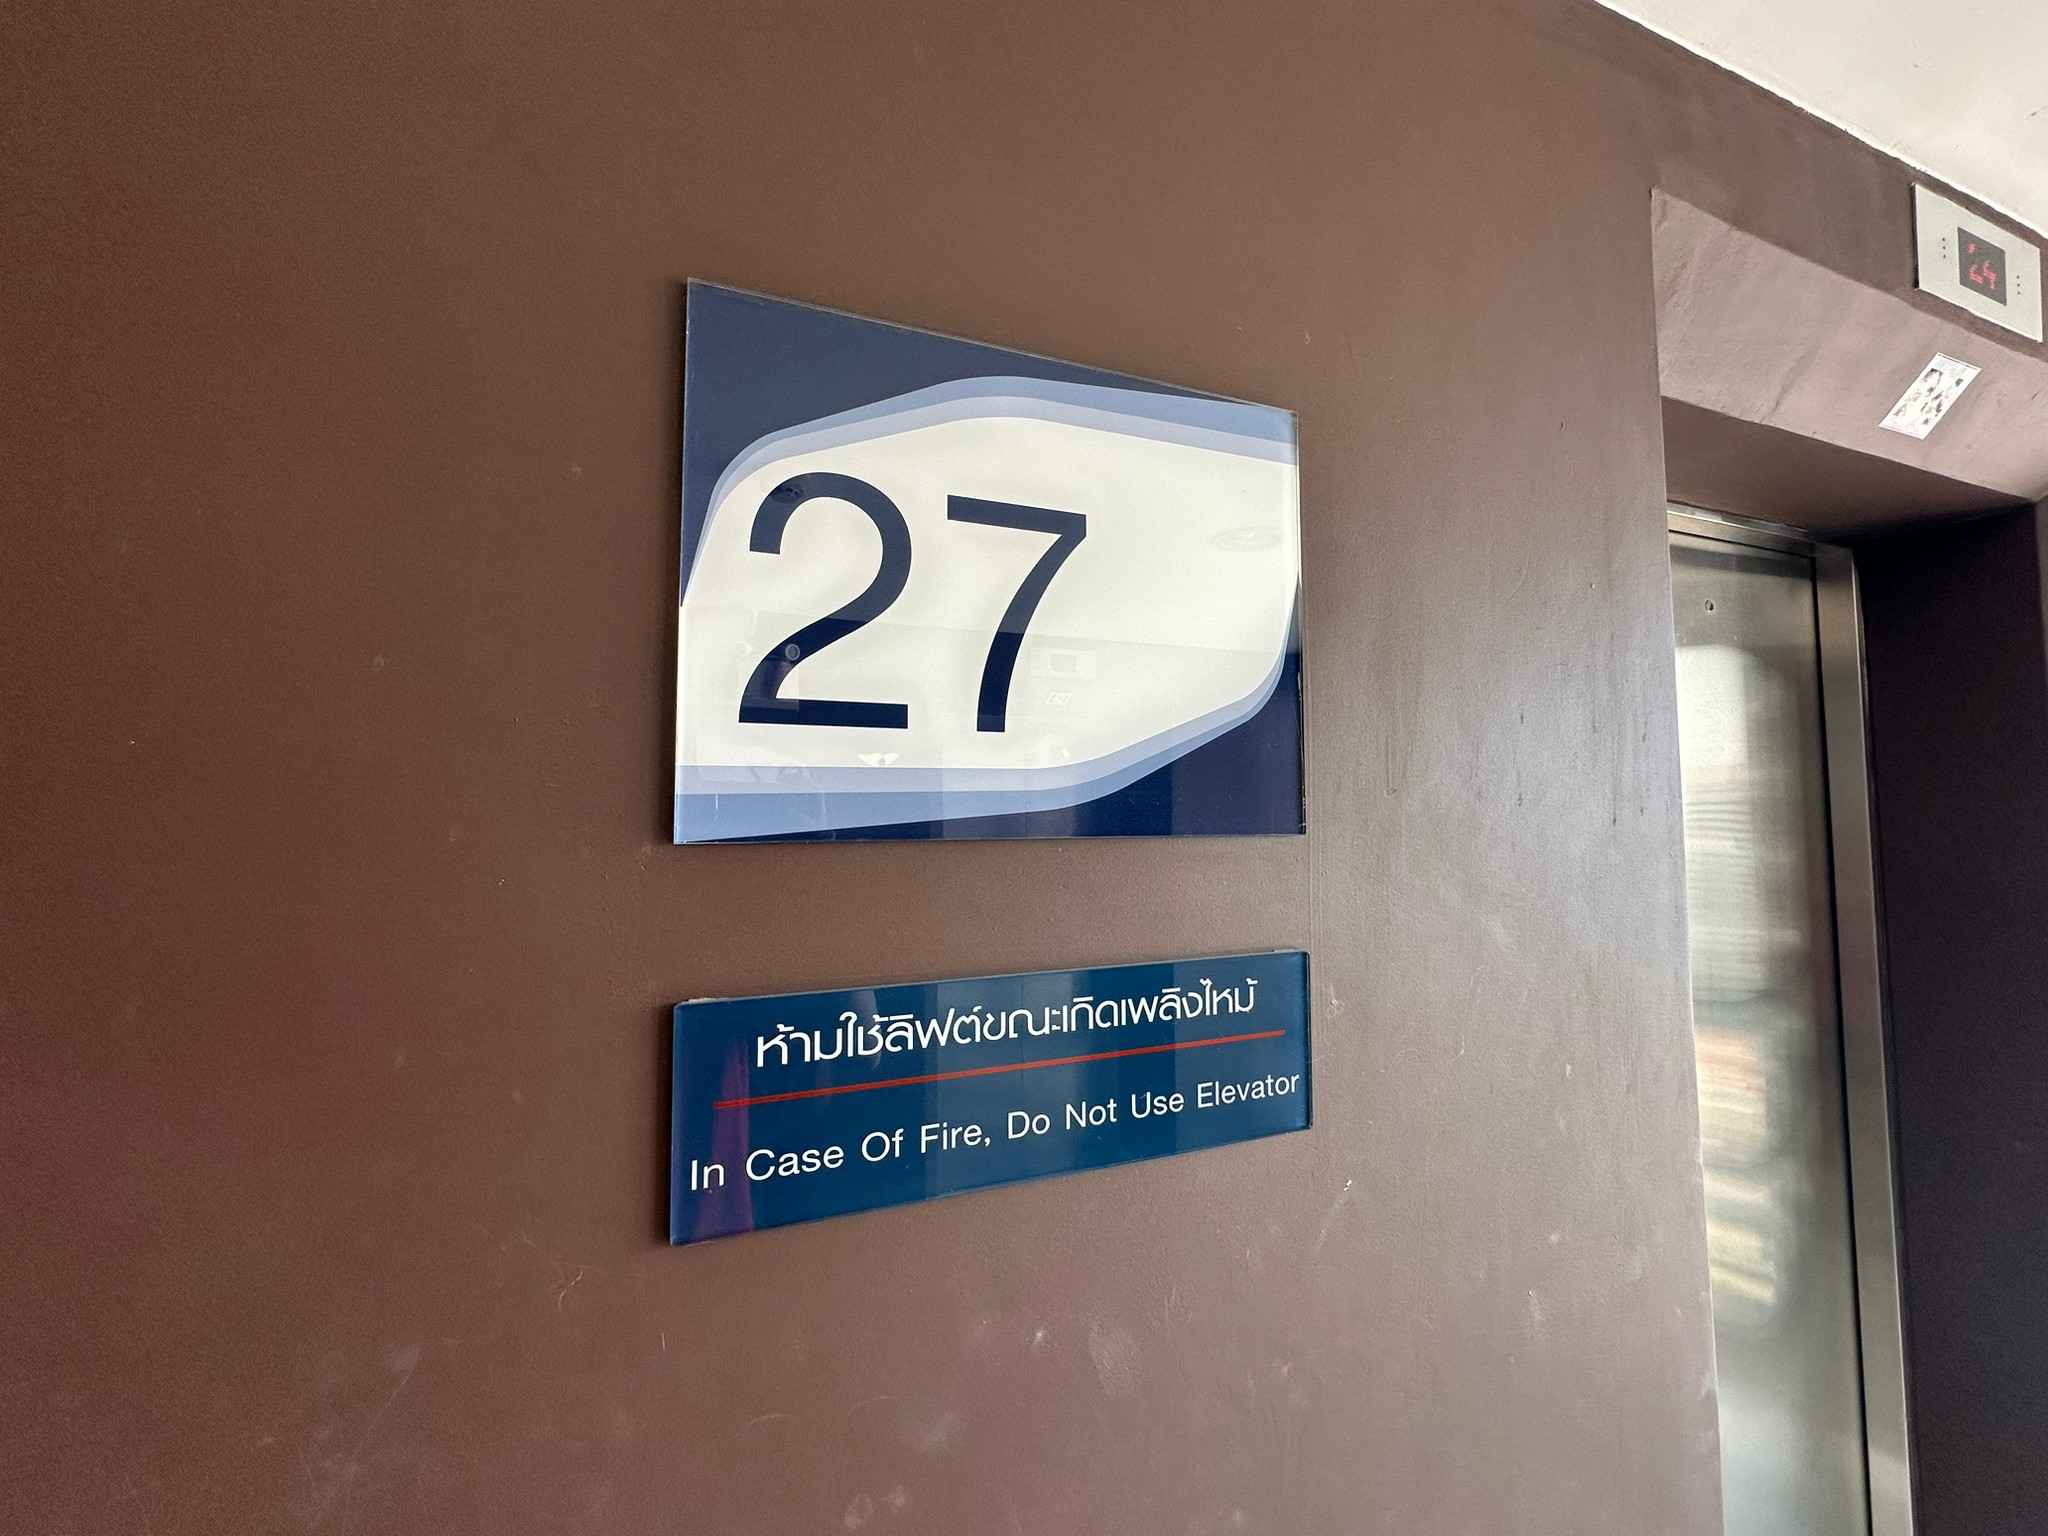 27
ห้ามใช้ลิฟต์ขณะเกิดเพลิงไหม้
In Case Of Fire, Do Not Use Elevator